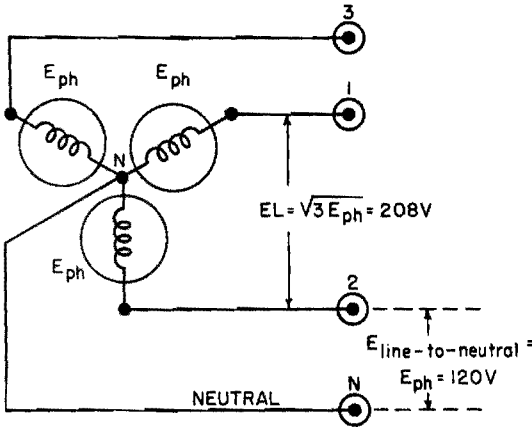 3
E_ph E_ph
1
N
EL = √3 E_ph = 208V
E_ph
2
E_line-to-neutral =
E_ph = 120V
NEUTRAL N